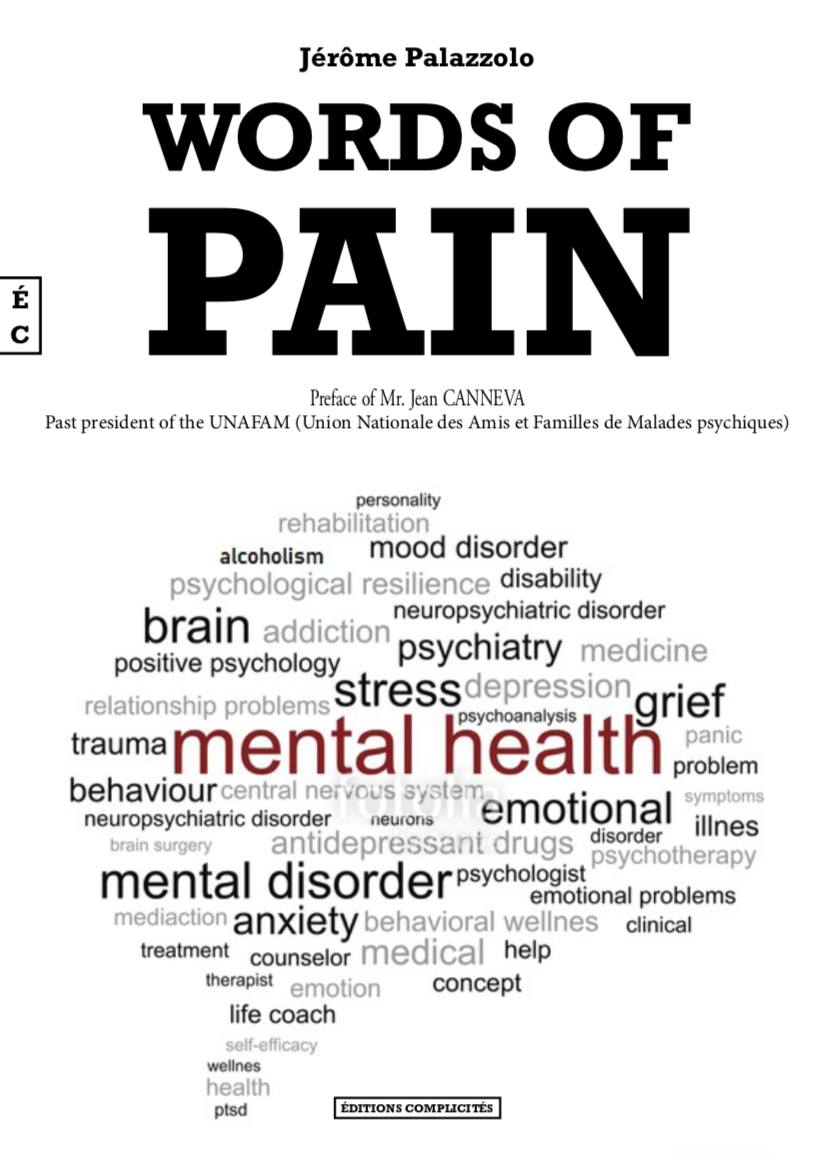 Jérôme Palazzolo
WORDS OF
PAIN
É
C
Preface of Mr. Jean CANNEVA
Past president of the UNAFAM (Union Nationale des Amis et Familles de Malades psychiques)
personality
rehabilitation
alcoholism mood disorder
psychological resilience disability
neuropsychiatric disorder
brain addiction
psychiatry medicine
positive psychology
stress depression grief
relationship problems
psychoanalysis
trauma mental health panic
problem
behaviour central nervous system
emotional symptoms
neuropsychiatric disorder neurons
disorder illnes
brain surgery antidepressant drugs
psychotherapy
mental disorder psychologist
emotional problems
mediaction anxiety behavioral wellnes clinical
treatment counselor medical help
therapist emotion concept
life coach
self-efficacy
wellnes
health
ptsd
ÉDITIONS COMPLICITÉS